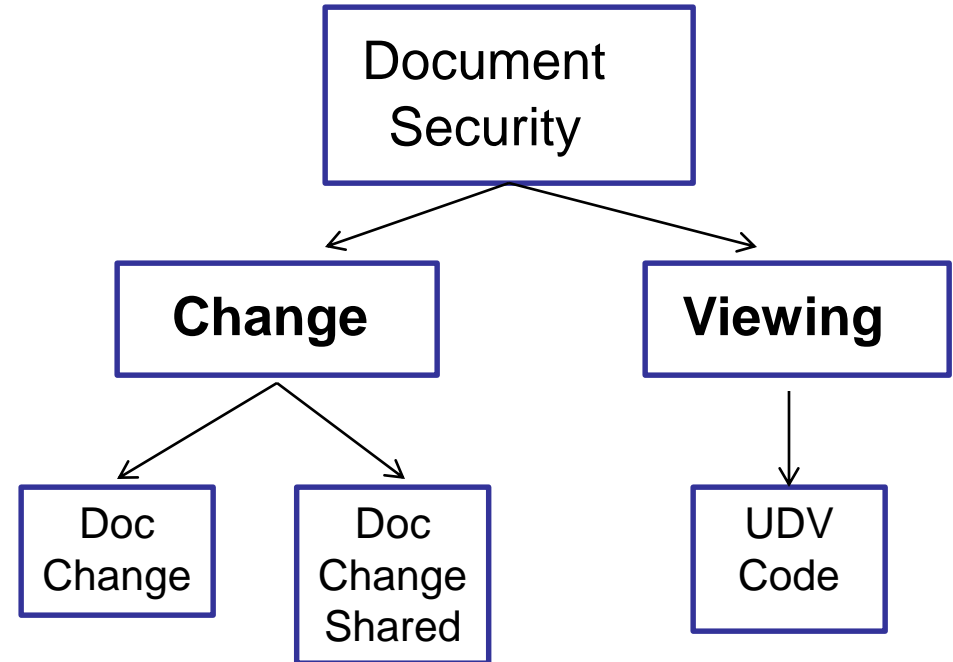 Document
Security
Change
Viewing
Doc
Change
Doc
Change
Shared
UDV
Code